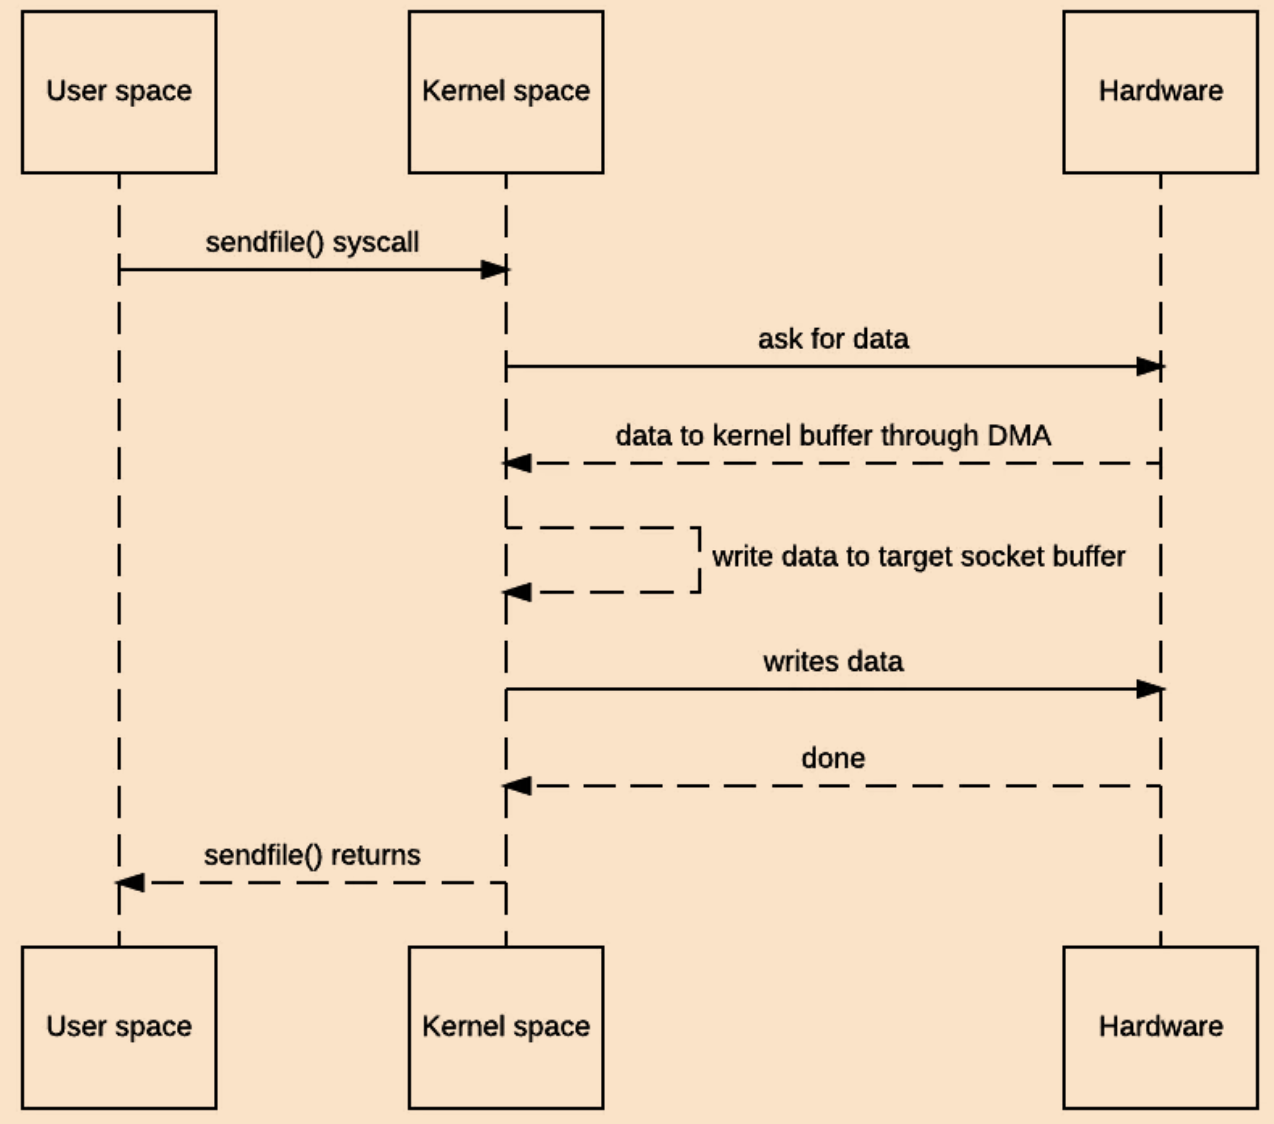 User space
Kernel space
Hardware
sendfile() syscall
ask for data
data to kernel buffer through DMA
write data to target socket buffer
writes data
done
sendfile() returns
User space
Kernel space
Hardware